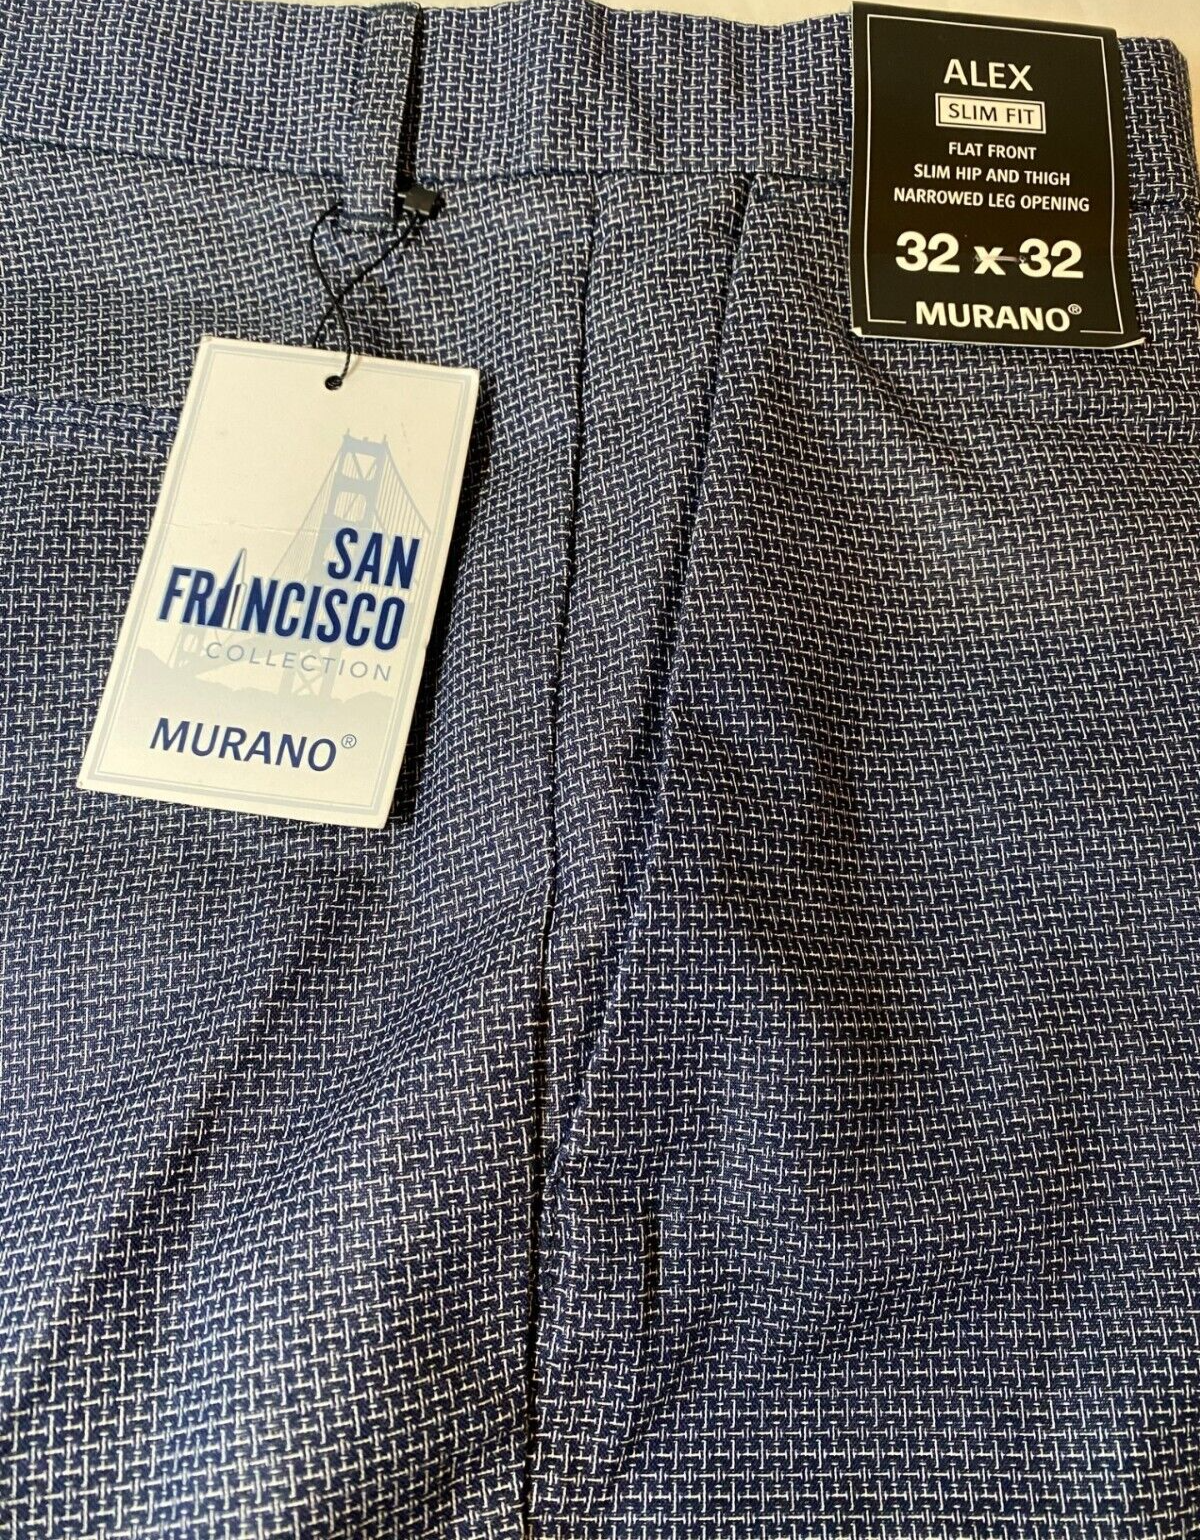 ALEX
SLIM FIT
FLAT FRONT
SLIM HIP AND THIGH
NARROWED LEG OPENING
32 x 32
MURANO®
SAN
FRANCISCO
COLLECTION
MURANO®